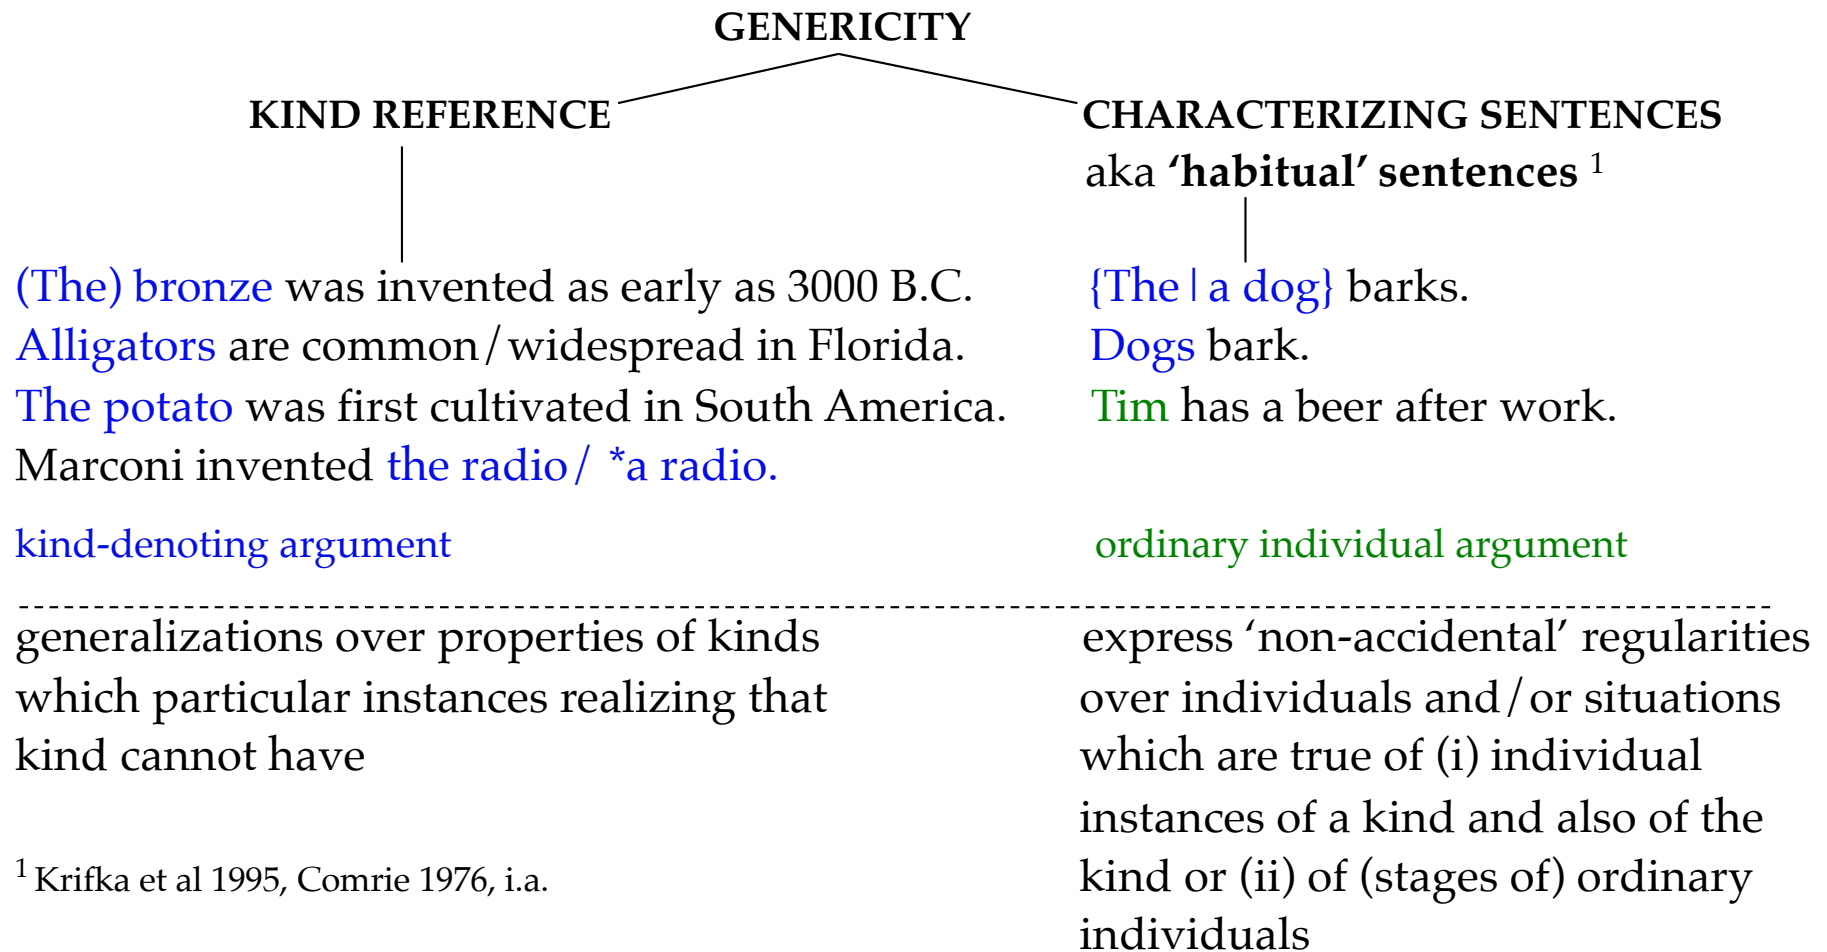 GENERICITY
KIND REFERENCE
(The) bronze was invented as early as 3000 B.C.
Alligators are common/widespread in Florida.
The potato was first cultivated in South America.
Marconi invented the radio/ *a radio.
kind-denoting argument
generalizations over properties of kinds
which particular instances realizing that
kind cannot have
¹ Krifka et al 1995, Comrie 1976, i.a.
CHARACTERIZING SENTENCES
aka ‘habitual’ sentences ¹
{The|a dog} barks.
Dogs bark.
Tim has a beer after work.
ordinary individual argument
express ‘non-accidental’ regularities
over individuals and/or situations
which are true of (i) individual
instances of a kind and also of the
kind or (ii) of (stages of) ordinary
individuals